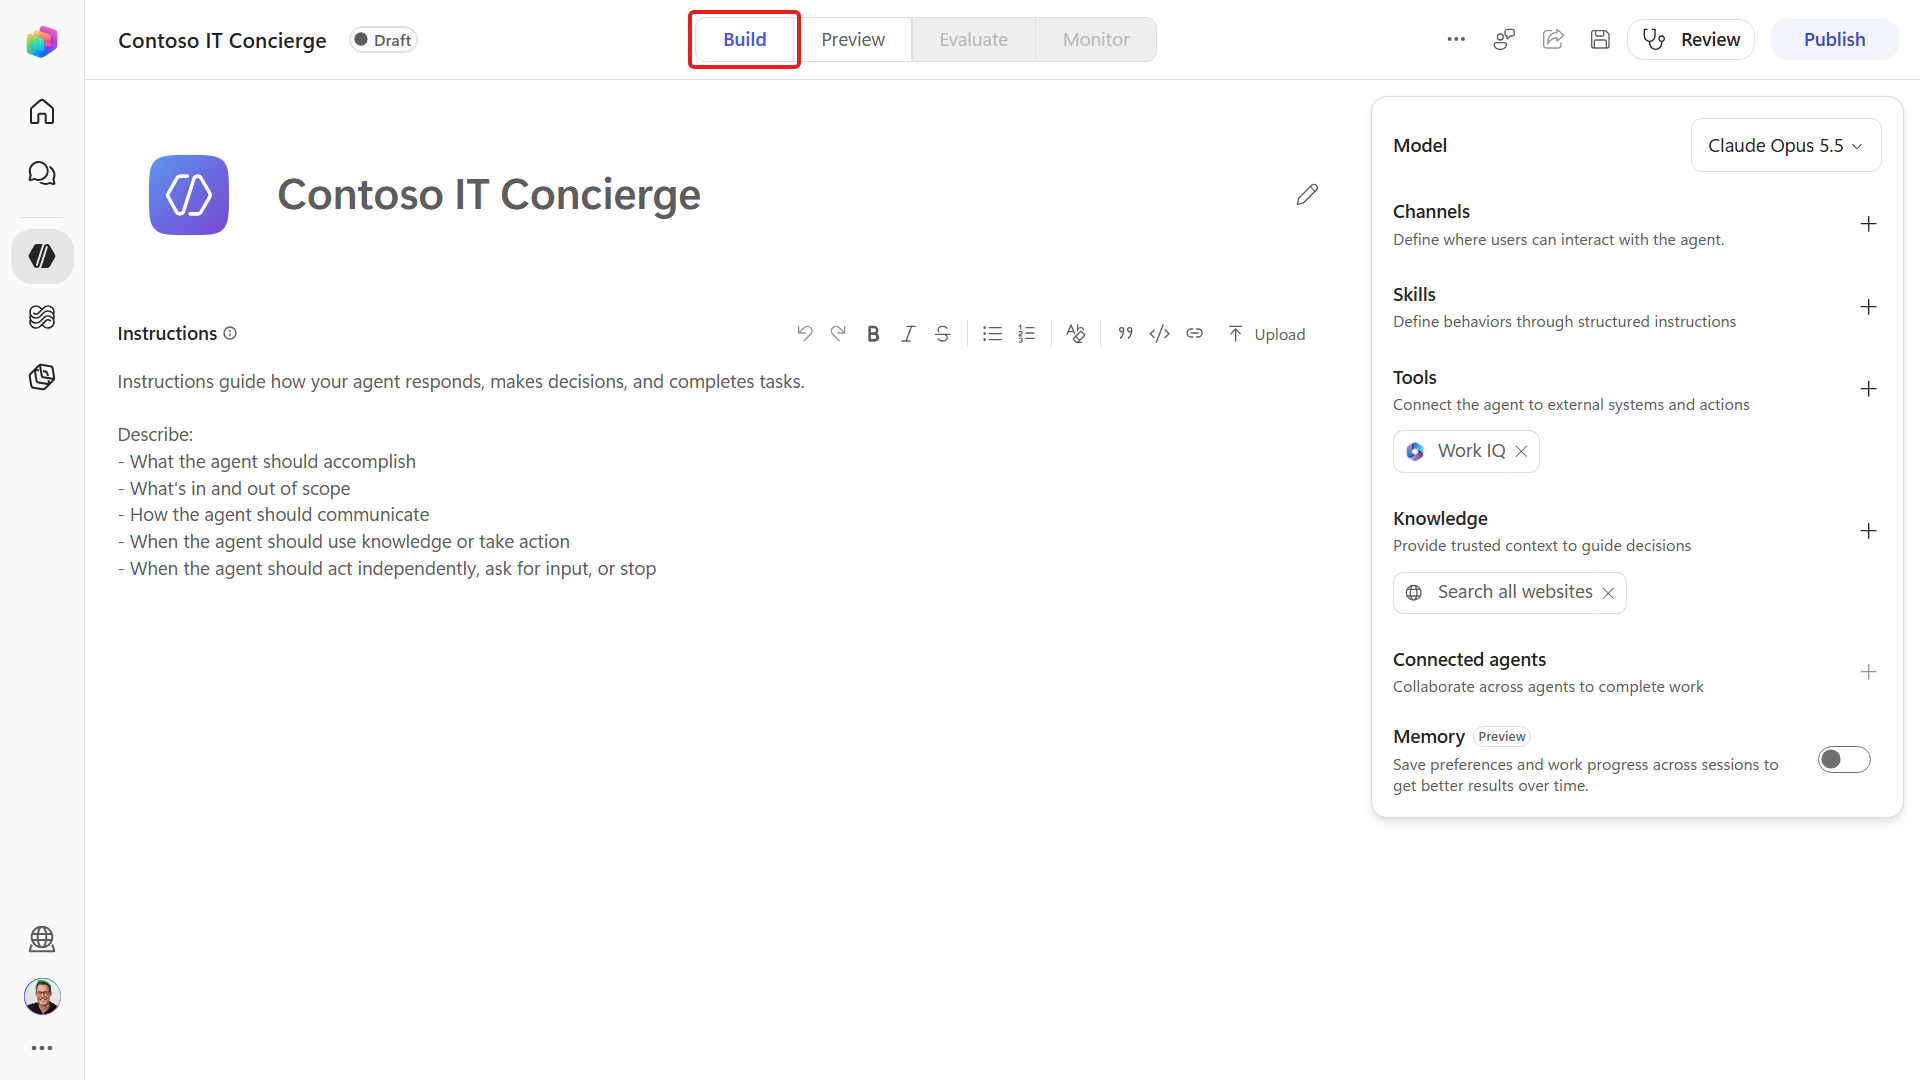 Contoso IT Concierge
Draft
Build
Preview
Evaluate
Monitor
Review
Publish
Contoso IT Concierge
Instructions
Upload
Instructions guide how your agent responds, makes decisions, and completes tasks.
Describe:
- What the agent should accomplish
- What's in and out of scope
- How the agent should communicate
- When the agent should use knowledge or take action
- When the agent should act independently, ask for input, or stop
Model
Claude Opus 5.5
Channels
Define where users can interact with the agent.
Skills
Define behaviors through structured instructions
Tools
Connect the agent to external systems and actions
Work IQ
Knowledge
Provide trusted context to guide decisions
Search all websites
Connected agents
Collaborate across agents to complete work
Memory Preview
Save preferences and work progress across sessions to
get better results over time.